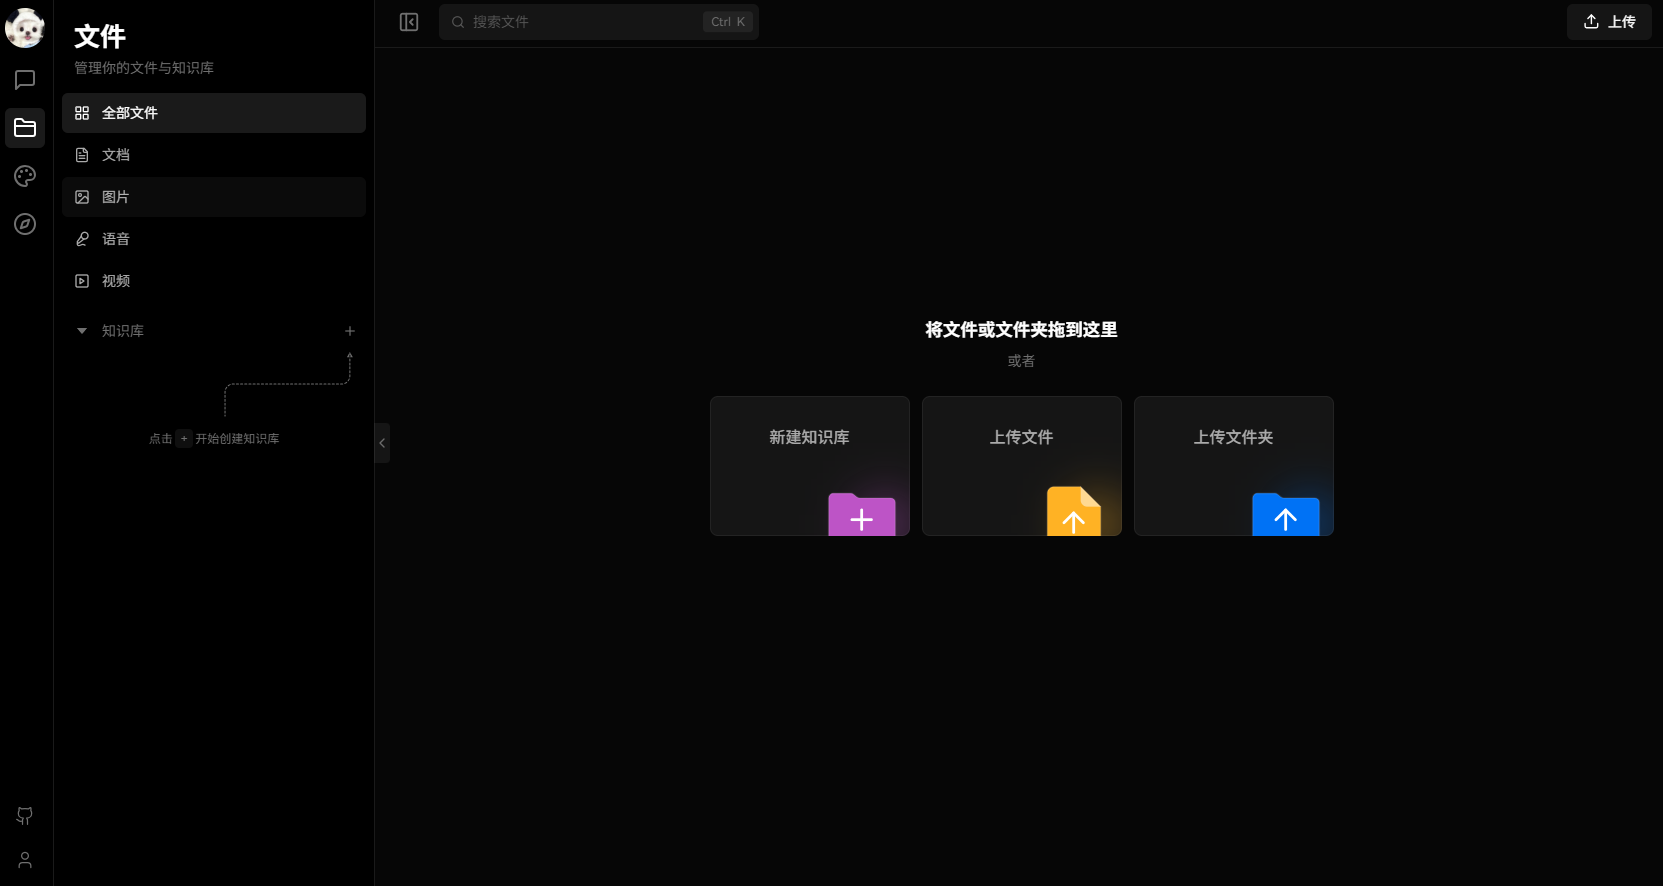 文件
管理你的文件与知识库
全部文件
文档
图片
语音
视频
知识库
点击 + 开始创建知识库
搜索文件
Ctrl K
上传
将文件或文件夹拖到这里
或者
新建知识库
上传文件
上传文件夹